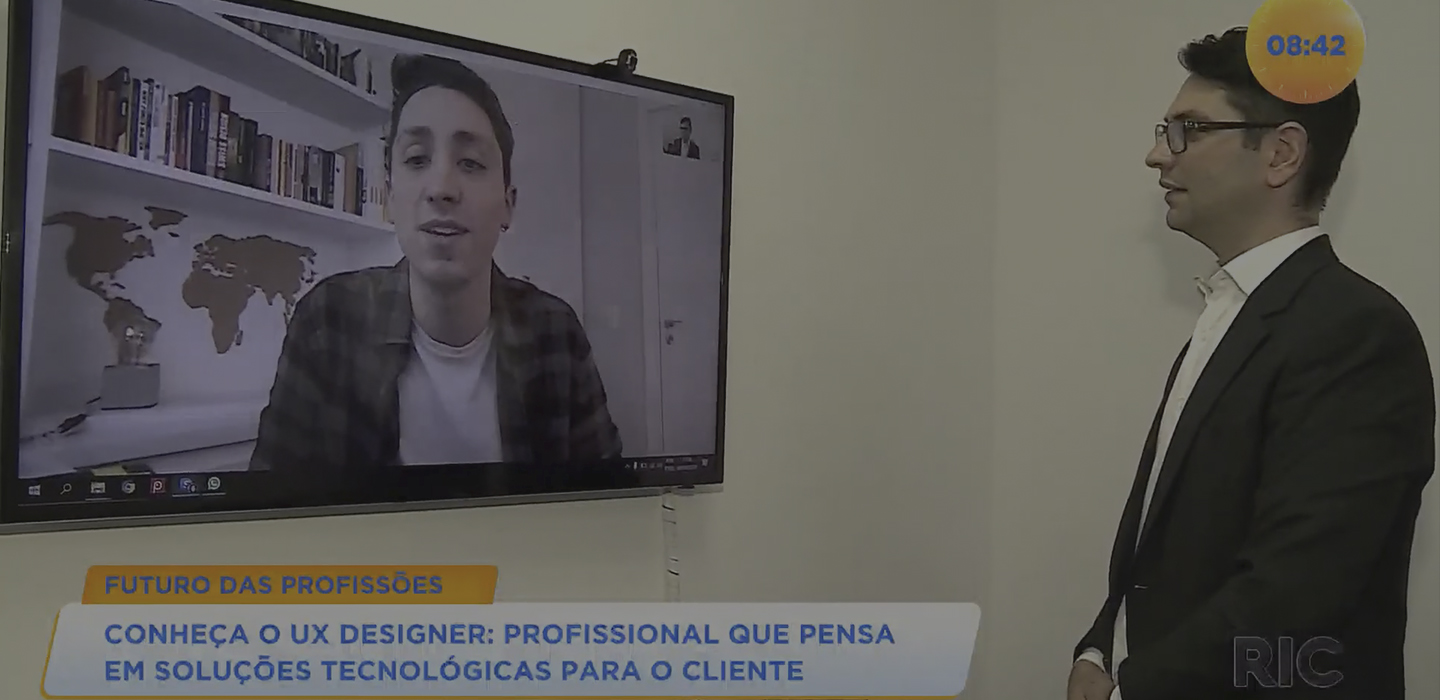 08:42
FUTURO DAS PROFISSÕES
CONHEÇA O UX DESIGNER: PROFISSIONAL QUE PENSA
EM SOLUÇÕES TECNOLÓGICAS PARA O CLIENTE
RIC